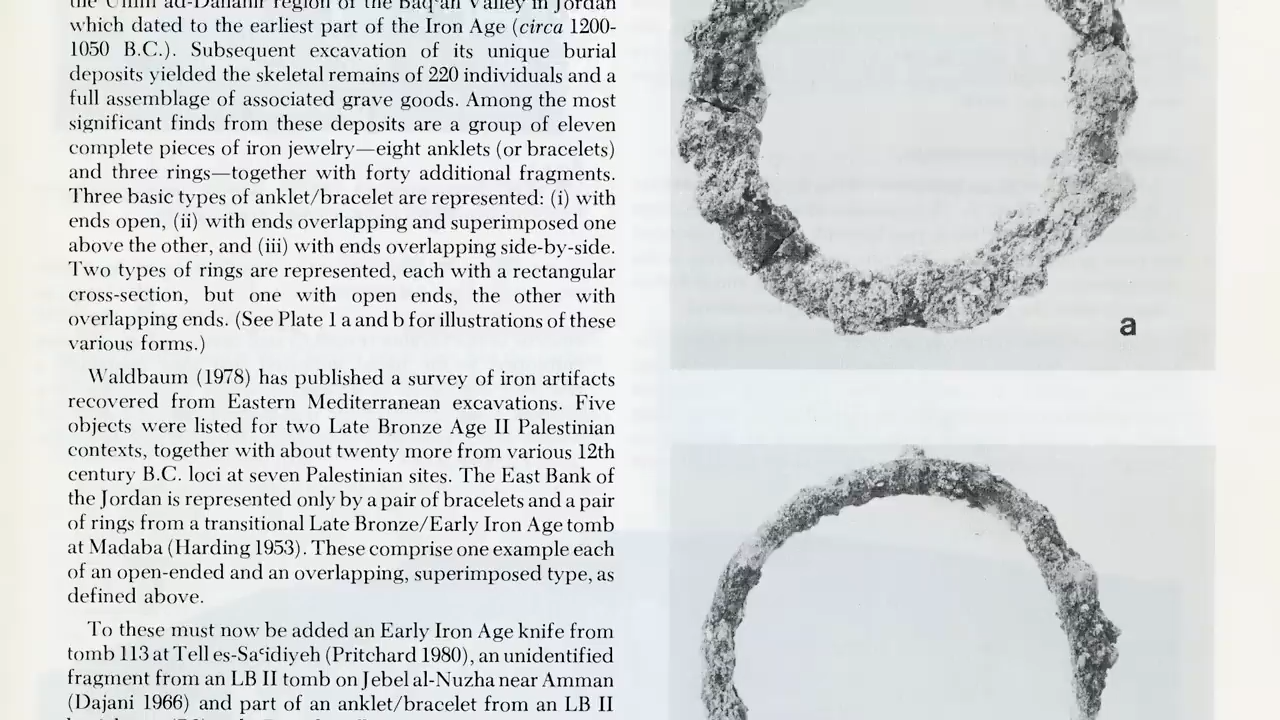 the Umm ad-Dananir region of the Baqʿah Valley in Jordan
which dated to the earliest part of the Iron Age (circa 1200-
1050 B.C.). Subsequent excavation of its unique burial
deposits yielded the skeletal remains of 220 individuals and a
full assemblage of associated grave goods. Among the most
significant finds from these deposits are a group of eleven
complete pieces of iron jewelry—eight anklets (or bracelets)
and three rings—together with forty additional fragments.
Three basic types of anklet/bracelet are represented: (i) with
ends open, (ii) with ends overlapping and superimposed one
above the other, and (iii) with ends overlapping side-by-side.
Two types of rings are represented, each with a rectangular
cross-section, but one with open ends, the other with
overlapping ends. (See Plate 1 a and b for illustrations of these
various forms.)
Waldbaum (1978) has published a survey of iron artifacts
recovered from Eastern Mediterranean excavations. Five
objects were listed for two Late Bronze Age II Palestinian
contexts, together with about twenty more from various 12th
century B.C. loci at seven Palestinian sites. The East Bank of
the Jordan is represented only by a pair of bracelets and a pair
of rings from a transitional Late Bronze/Early Iron Age tomb
at Madaba (Harding 1953). These comprise one example each
of an open-ended and an overlapping, superimposed type, as
defined above.
To these must now be added an Early Iron Age knife from
tomb 113 at Tell es-Saʿidiyeh (Pritchard 1980), an unidentified
fragment from an LB II tomb on Jebel al-Nuzha near Amman
(Dajani 1966) and part of an anklet/bracelet from an LB II
a